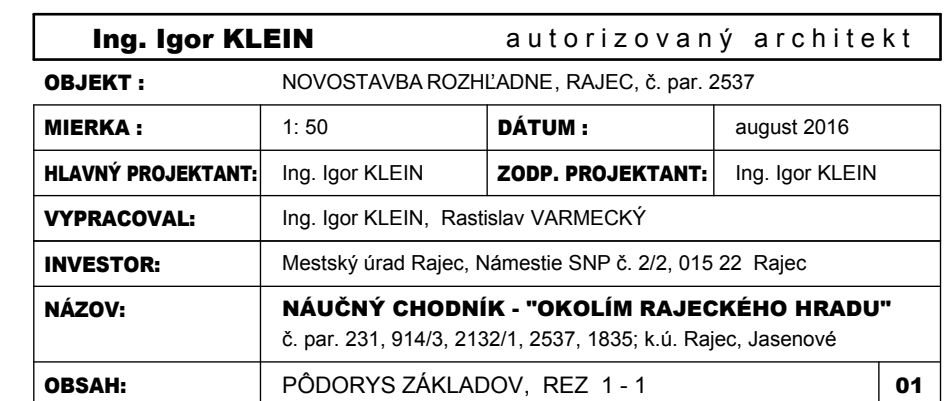 Ing. Igor KLEIN autorizovaný architekt
OBJEKT : NOVOSTAVBA ROZHĽADNE, RAJEC, č. par. 2537
MIERKA : 1: 50 DÁTUM : august 2016
HLAVNÝ PROJEKTANT: Ing. Igor KLEIN ZODP. PROJEKTANT: Ing. Igor KLEIN
VYPRACOVAL: Ing. Igor KLEIN, Rastislav VARMECKÝ
INVESTOR: Mestský úrad Rajec, Námestie SNP č. 2/2, 015 22 Rajec
NÁZOV: NÁUČNÝ CHODNÍK - "OKOLÍM RAJECKÉHO HRADU"
č. par. 231, 914/3, 2132/1, 2537, 1835; k.ú. Rajec, Jasenové
OBSAH: PÔDORYS ZÁKLADOV, REZ 1 - 1 01